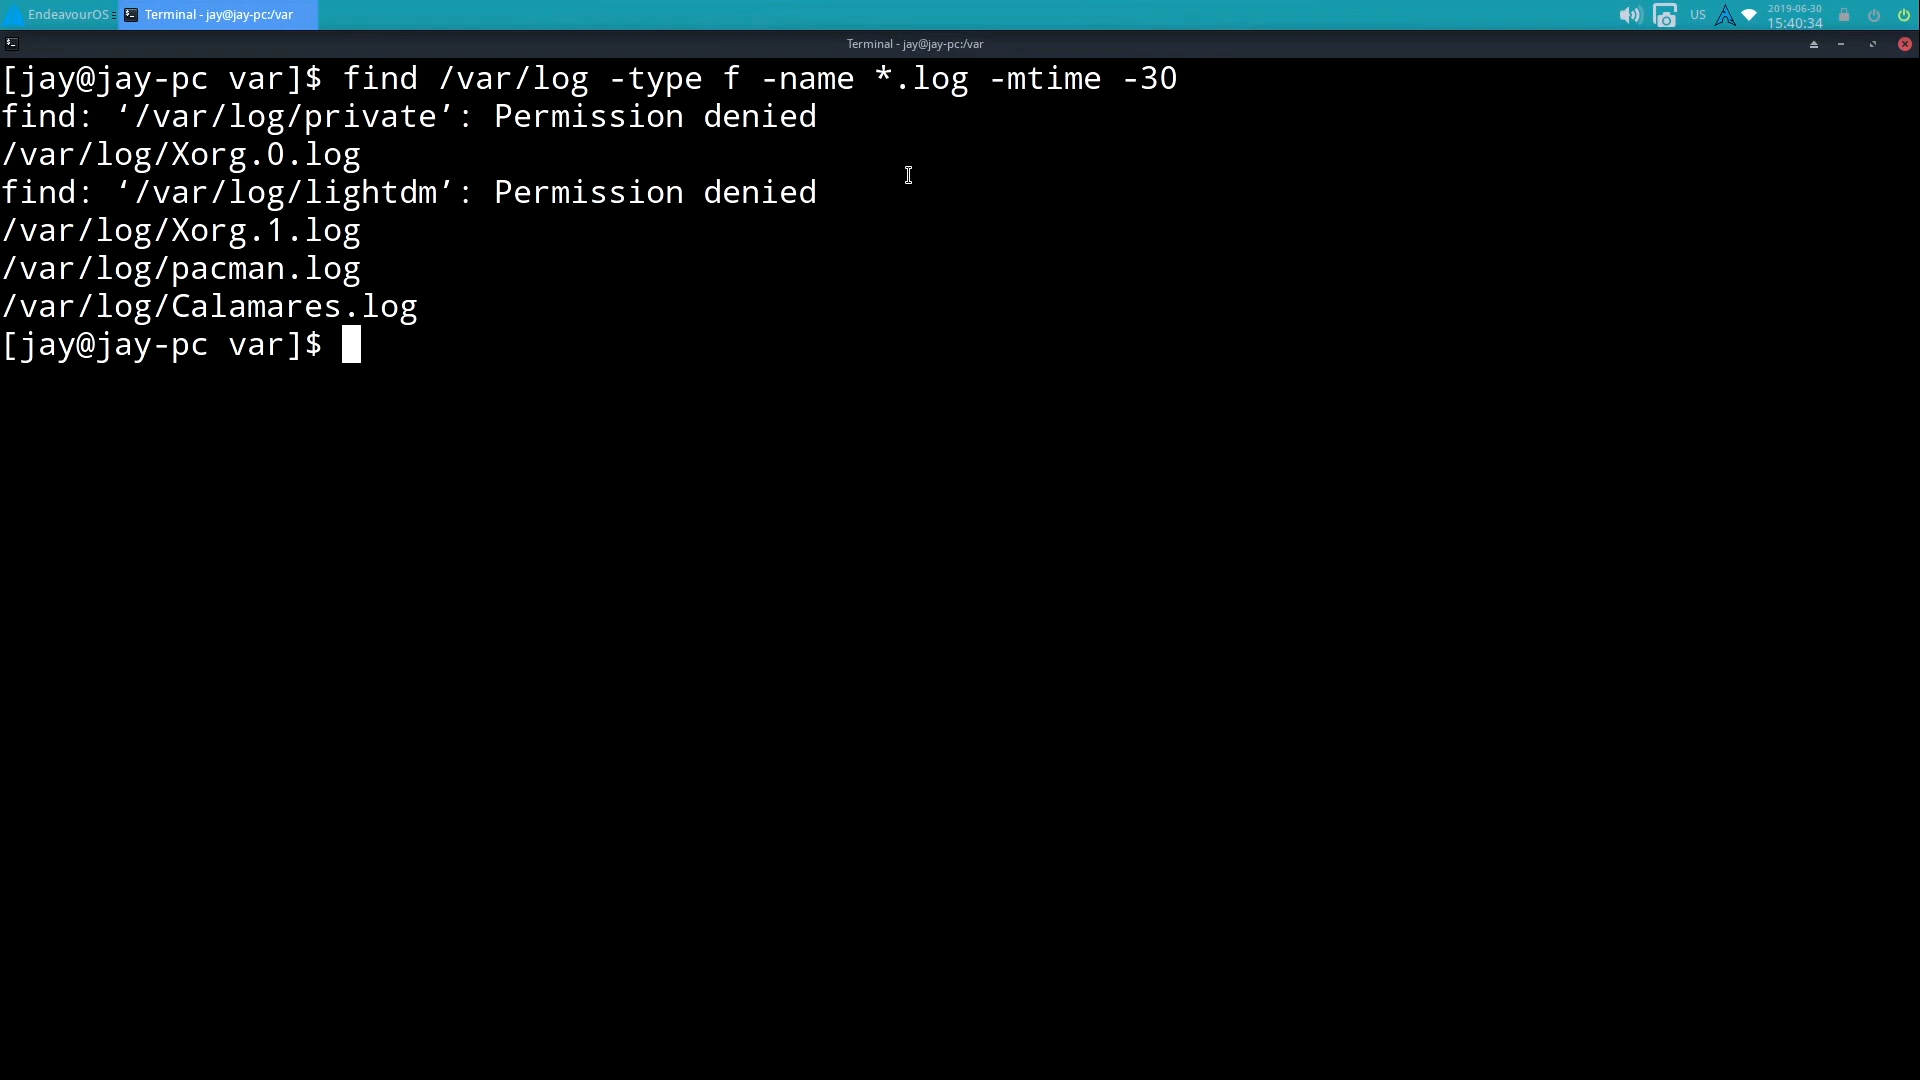 EndeavourOS
Terminal - jay@jay-pc:/var
US
2019-06-30
15:40:34
Terminal - jay@jay-pc:/var
[jay@jay-pc var]$ find /var/log -type f -name *.log -mtime -30
find: ‘/var/log/private’: Permission denied
/var/log/Xorg.0.log
find: ‘/var/log/lightdm’: Permission denied
/var/log/Xorg.1.log
/var/log/pacman.log
/var/log/Calamares.log
[jay@jay-pc var]$